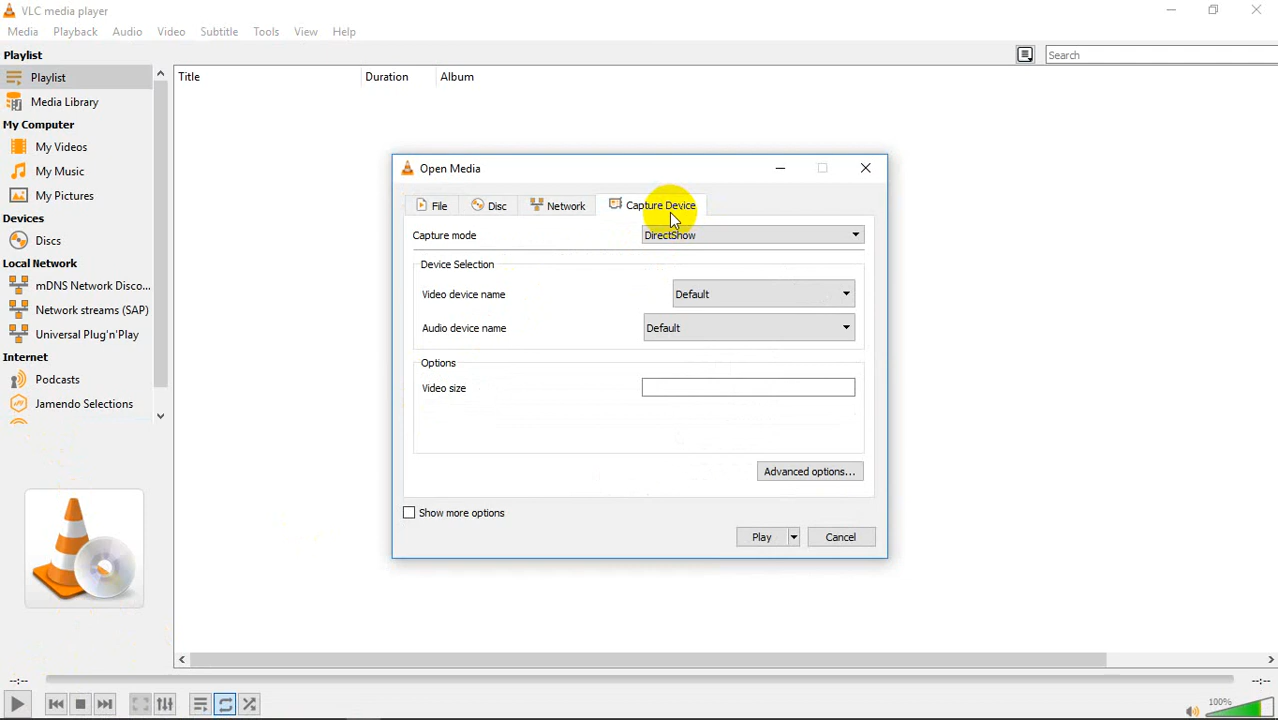 VLC media player
Media Playback Audio Video Subtitle Tools View Help
Playlist
Search
Playlist
Media Library
My Computer
My Videos
My Music
My Pictures
Devices
Discs
Local Network
mDNS Network Disco...
Network streams (SAP)
Universal Plug'n'Play
Internet
Podcasts
Jamendo Selections
Title Duration Album
Open Media
File Disc Network Capture Device
Capture mode DirectShow
Device Selection
Video device name Default
Audio device name Default
Options
Video size
Advanced options...
Show more options
Play Cancel
--:-- --:--
100%